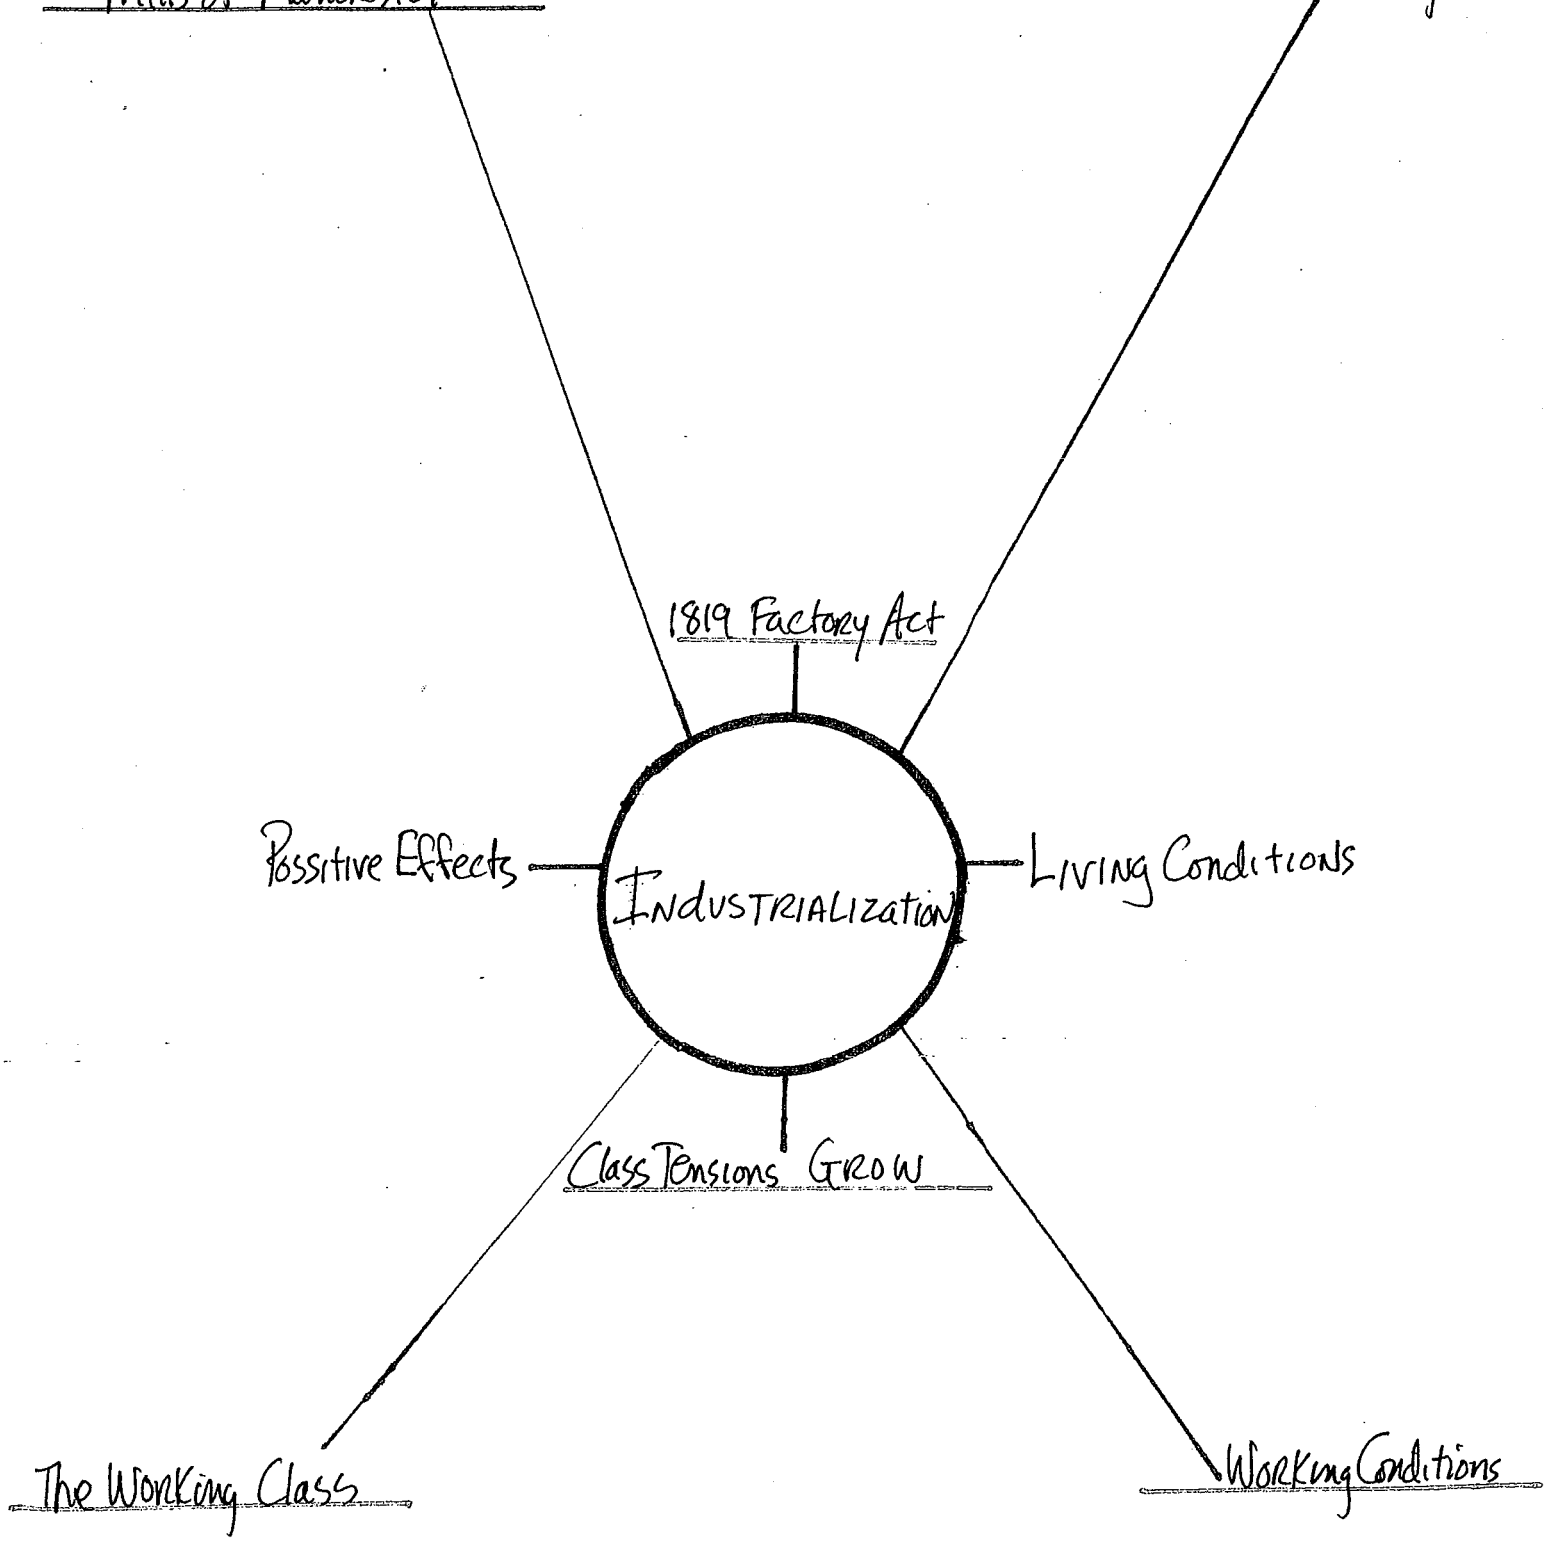 1819 Factory Act
Possitive Effects
Living Conditions
Industrialization
Class Tensions Grow
The Working Class
Working Conditions